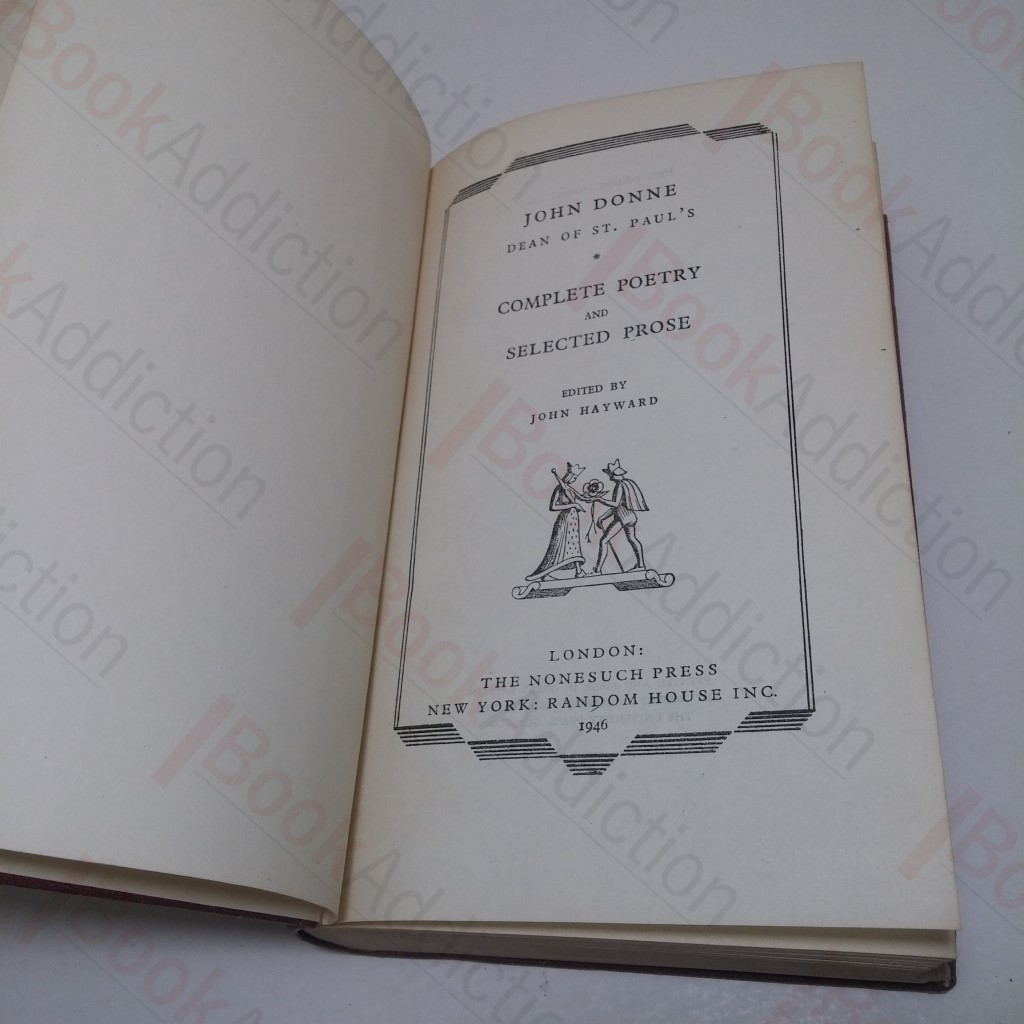 JOHN DONNE
DEAN OF ST. PAUL'S
*
COMPLETE POETRY
AND
SELECTED PROSE
EDITED BY
JOHN HAYWARD
LONDON:
THE NONESUCH PRESS
NEW YORK: RANDOM HOUSE INC.
1946
BookAddiction